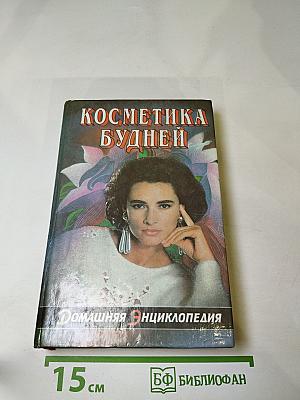 КОСМЕТИКА
БУДНЕЙ
ДОМАШНЯЯ ЭНЦИКЛОПЕДИЯ
15 см
БФ БИБЛИОФАН